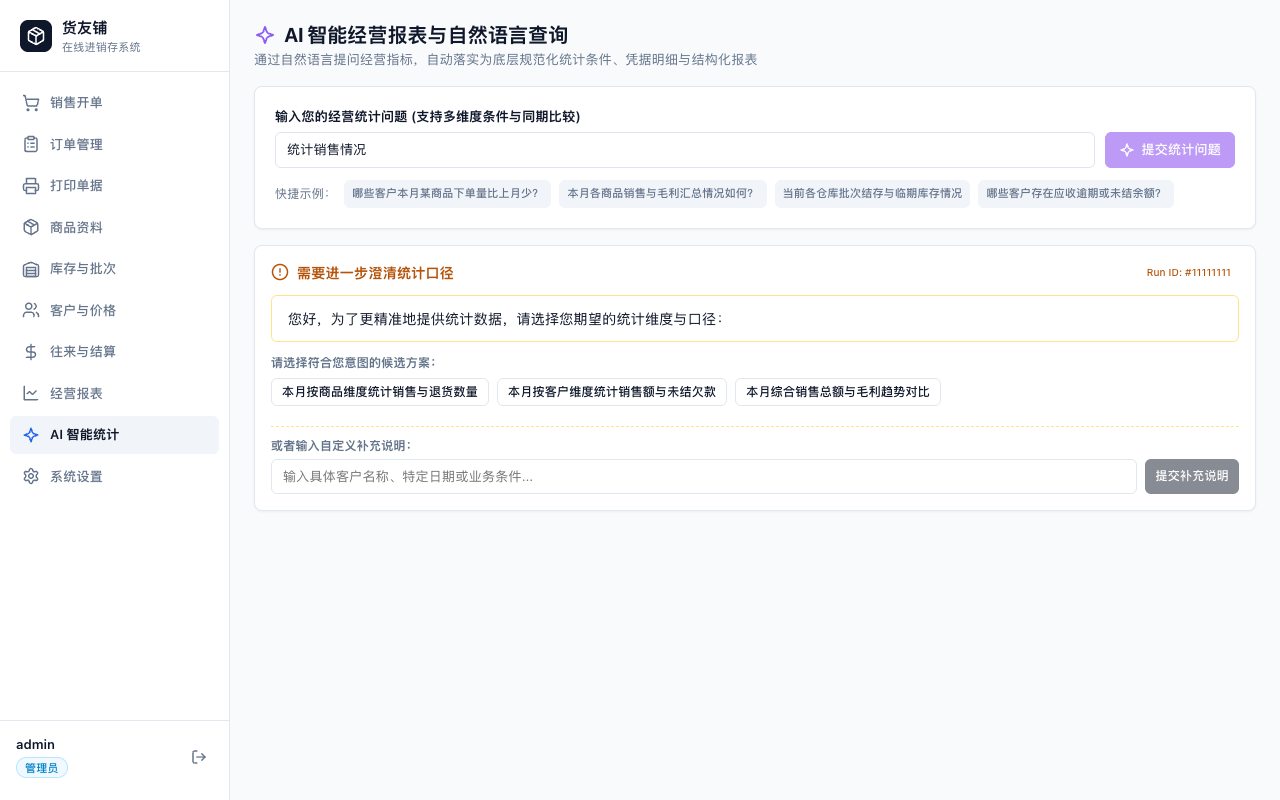 货友铺
在线进销存系统
销售开单
订单管理
打印单据
商品资料
库存与批次
客户与价格
往来与结算
经营报表
AI 智能统计
系统设置
admin
管理员
AI 智能经营报表与自然语言查询
通过自然语言提问经营指标，自动落实为底层规范化统计条件、凭据明细与结构化报表
输入您的经营统计问题 (支持多维度条件与同期比较)
统计销售情况
提交统计问题
快捷示例：
哪些客户本月某商品下单量比上月少？
本月各商品销售与毛利汇总情况如何？
当前各仓库批次结存与临期库存情况
哪些客户存在应收逾期或未结余额？
需要进一步澄清统计口径
Run ID: #11111111
您好，为了更精准地提供统计数据，请选择您期望的统计维度与口径：
请选择符合您意图的候选方案：
本月按商品维度统计销售与退货数量
本月按客户维度统计销售额与未结欠款
本月综合销售总额与毛利趋势对比
或者输入自定义补充说明：
输入具体客户名称、特定日期或业务条件...
提交补充说明